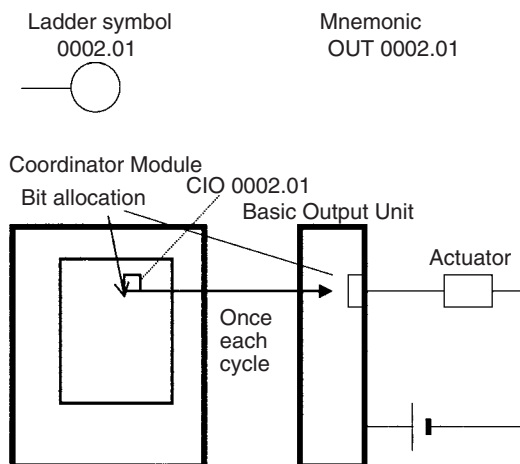 Ladder symbol
0002.01
Mnemonic
OUT 0002.01
Coordinator Module
Bit allocation
CIO 0002.01
Basic Output Unit
Actuator
Once
each
cycle